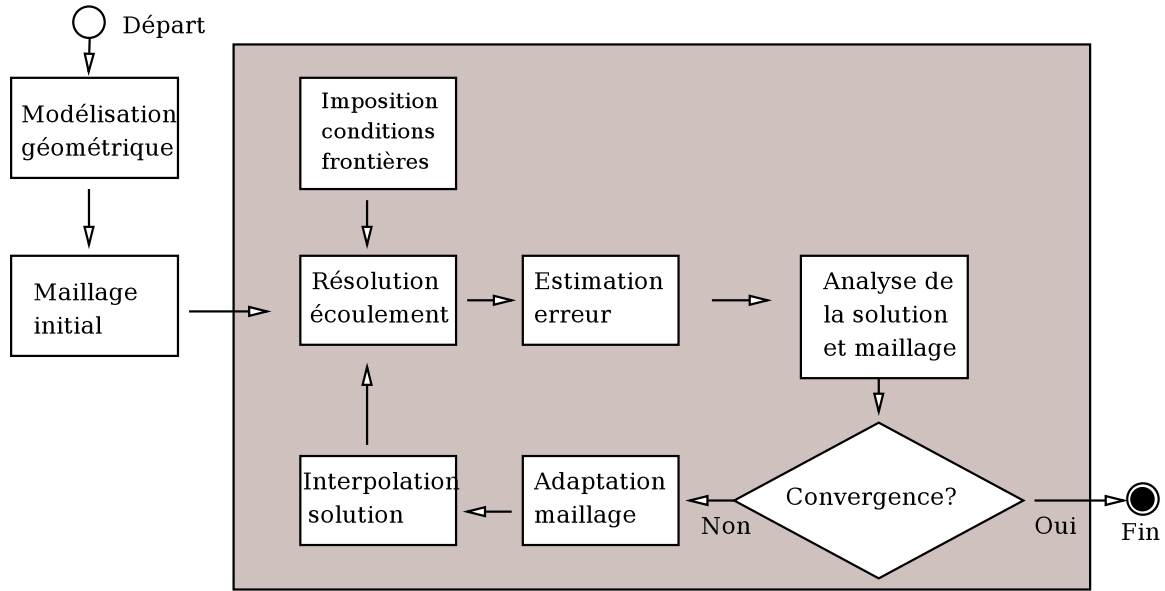 Départ
Modélisation
géométrique
Maillage
initial
Imposition
conditions
frontières
Résolution
écoulement
Estimation
erreur
Analyse de
la solution
et maillage
Convergence?
Non
Oui
Fin
Adaptation
maillage
Interpolation
solution